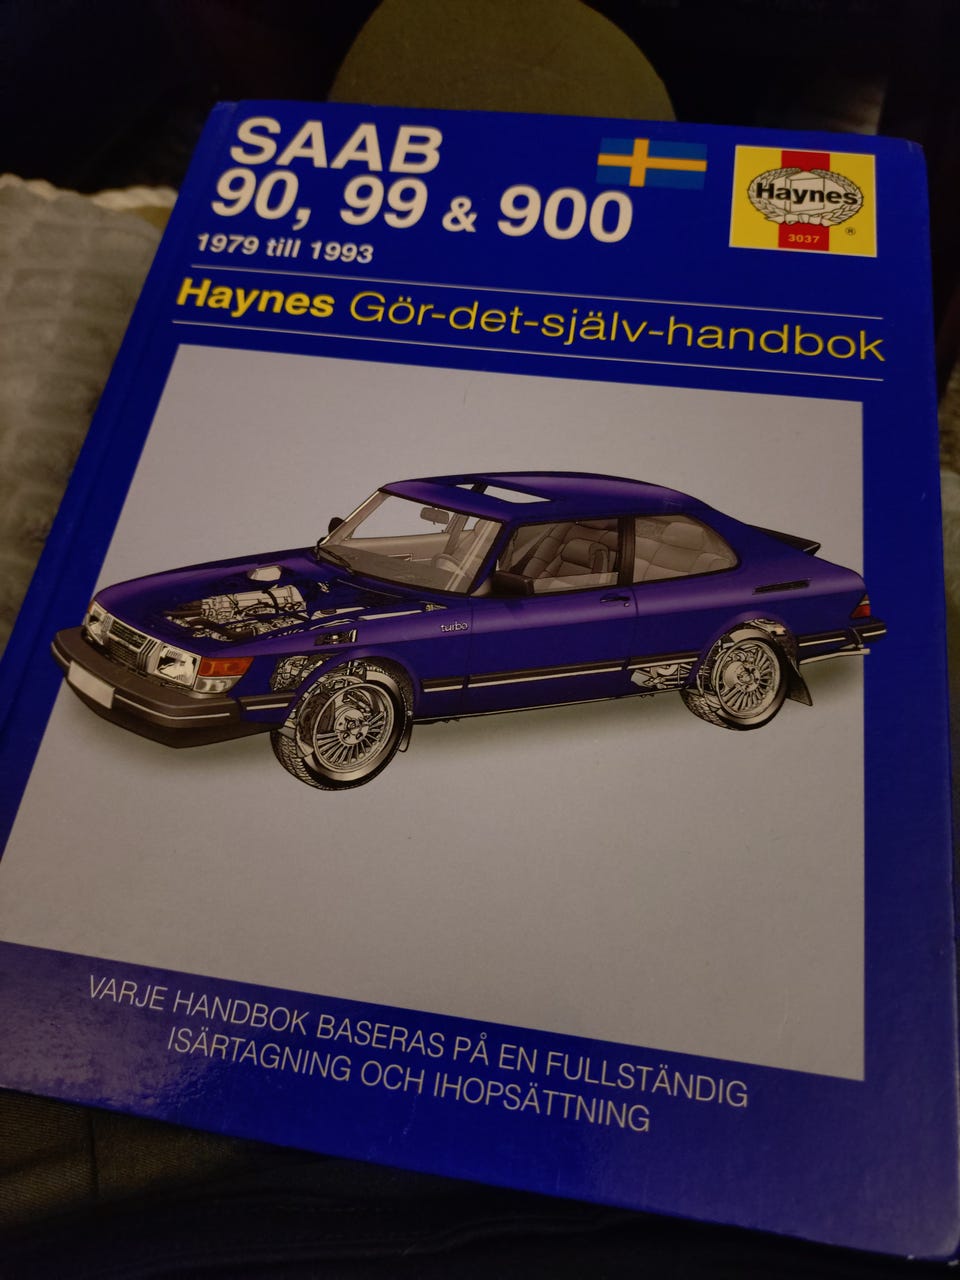 SAAB
90, 99 & 900
1979 till 1993
Haynes
®
3037
Haynes Gör-det-själv-handbok
turbo
VARJE HANDBOK BASERAS PÅ EN FULLSTÄNDIG
ISÄRTAGNING OCH IHOPSÄTTNING